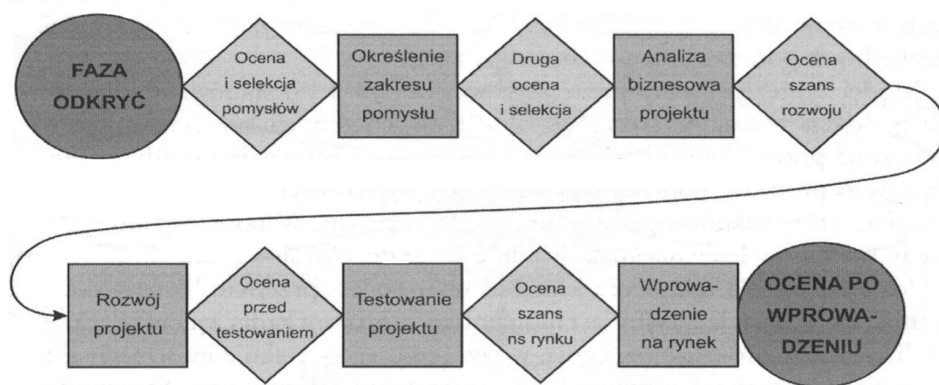 FAZA
ODKRYĆ
Ocena
i selekcja
pomysłów
Określenie
zakresu
pomysłu
Druga
ocena
i selekcja
Analiza
biznesowa
projektu
Ocena
szans
rozwoju
Rozwój
projektu
Ocena
przed
testowaniem
Testowanie
projektu
Ocena
szans
ns rynku
Wprowa-
dzenie
na rynek
OCENA PO
WPROWA-
DZENIU